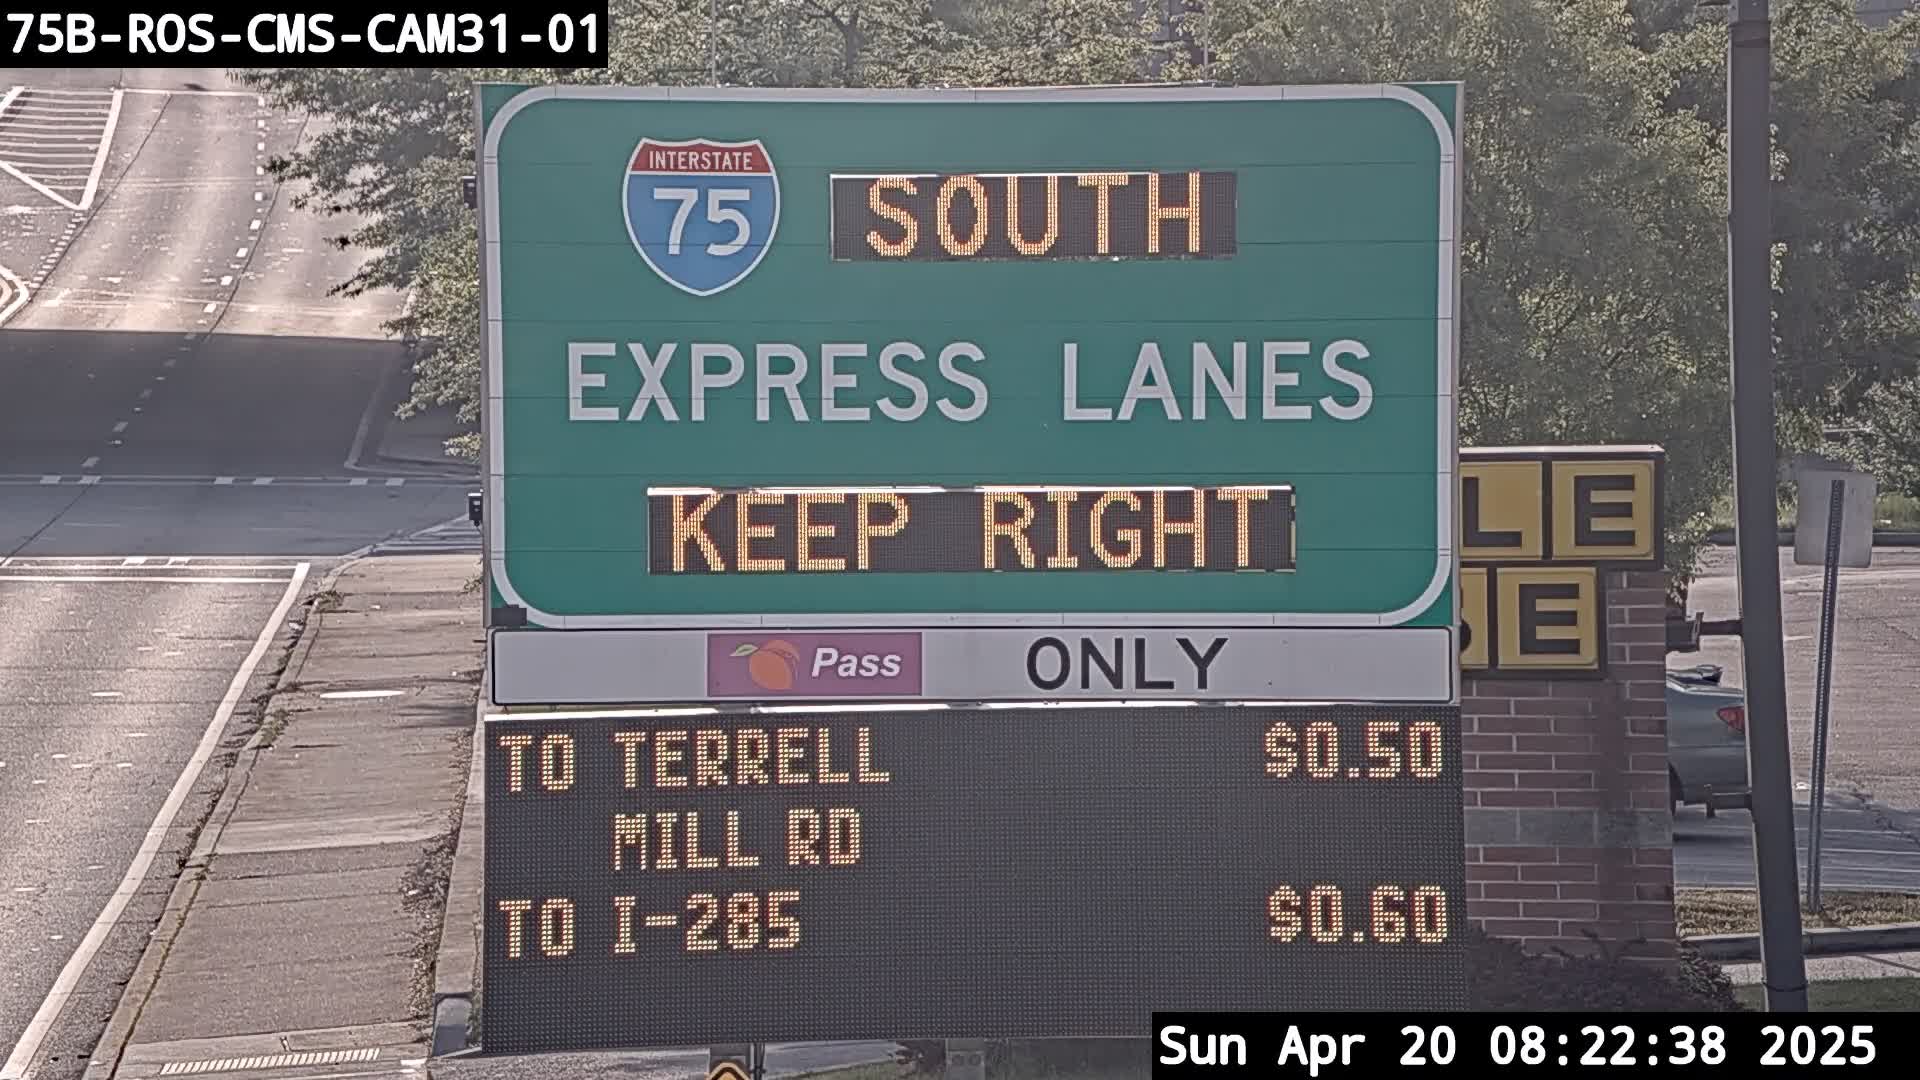 75B-ROS-CMS-CAM31-01
INTERSTATE
75
SOUTH
EXPRESS LANES
KEEP RIGHT
Pass ONLY
TO TERRELL $0.50
MILL RD
TO I-285 $0.60
LE
E
Sun Apr 20 08:22:38 2025